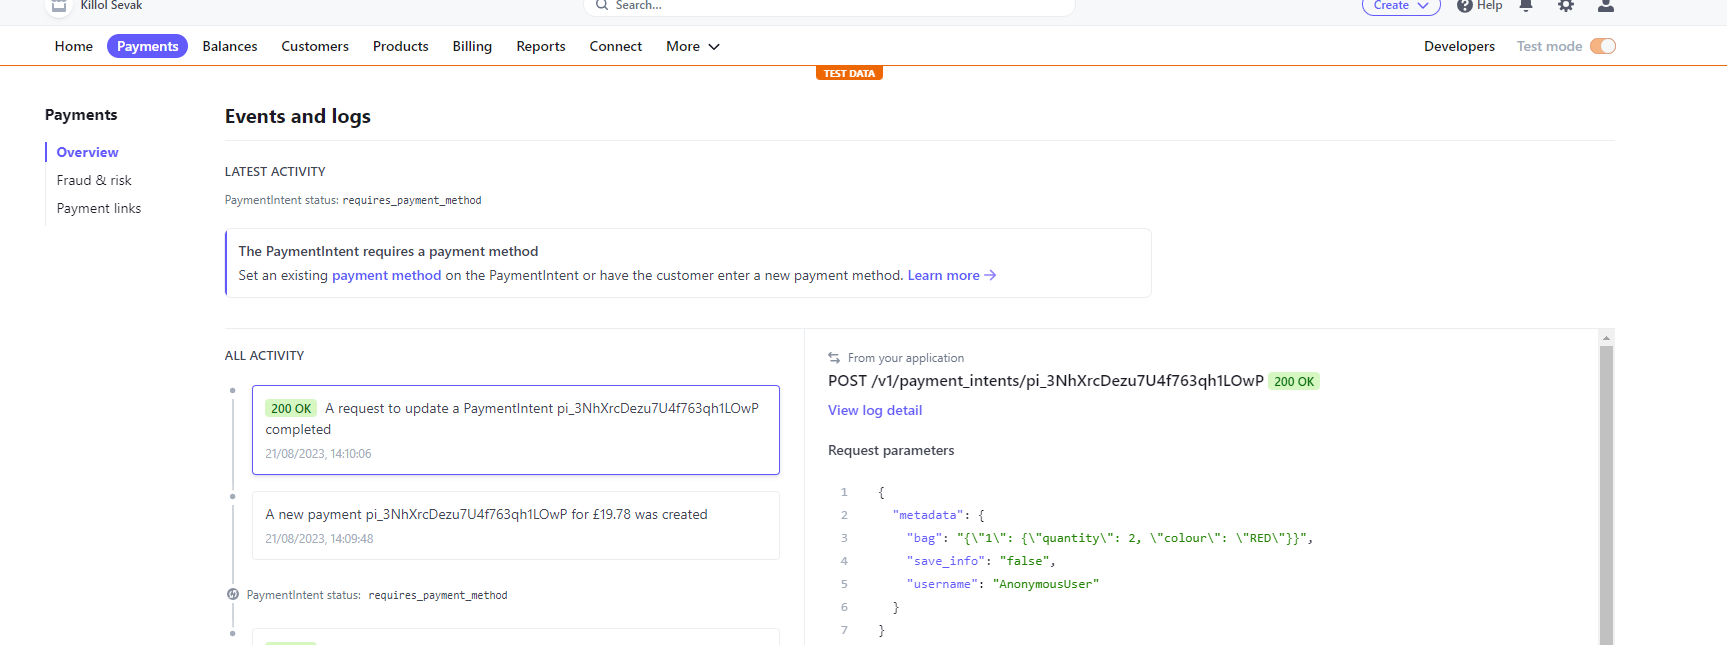 Killol Sevak
Search...
Create
Help
Home Payments Balances Customers Products Billing Reports Connect More
Developers Test mode
TEST DATA
Payments
Overview
Fraud & risk
Payment links
Events and logs
LATEST ACTIVITY
PaymentIntent status: requires_payment_method
The PaymentIntent requires a payment method
Set an existing payment method on the PaymentIntent or have the customer enter a new payment method. Learn more →
ALL ACTIVITY
200 OK A request to update a PaymentIntent pi_3NhXrcDezu7U4f763qh1LOwP
completed
21/08/2023, 14:10:06
A new payment pi_3NhXrcDezu7U4f763qh1LOwP for £19.78 was created
21/08/2023, 14:09:48
PaymentIntent status: requires_payment_method
From your application
POST /v1/payment_intents/pi_3NhXrcDezu7U4f763qh1LOwP 200 OK
View log detail
Request parameters
1 {
2 "metadata": {
3 "bag": "{\"1\": {\"quantity\": 2, \"colour\": \"RED\"}}",
4 "save_info": "false",
5 "username": "AnonymousUser"
6 }
7 }